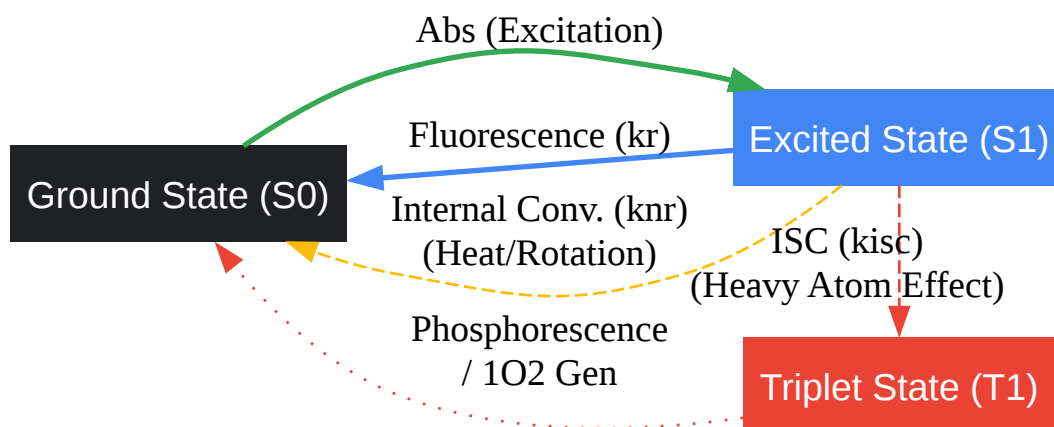 Abs (Excitation)
Excited State (S1)
Fluorescence (kr)
Ground State (S0)
Internal Conv. (knr)
(Heat/Rotation)
ISC (kisc)
(Heavy Atom Effect)
Phosphorescence
/ 1O2 Gen
Triplet State (T1)